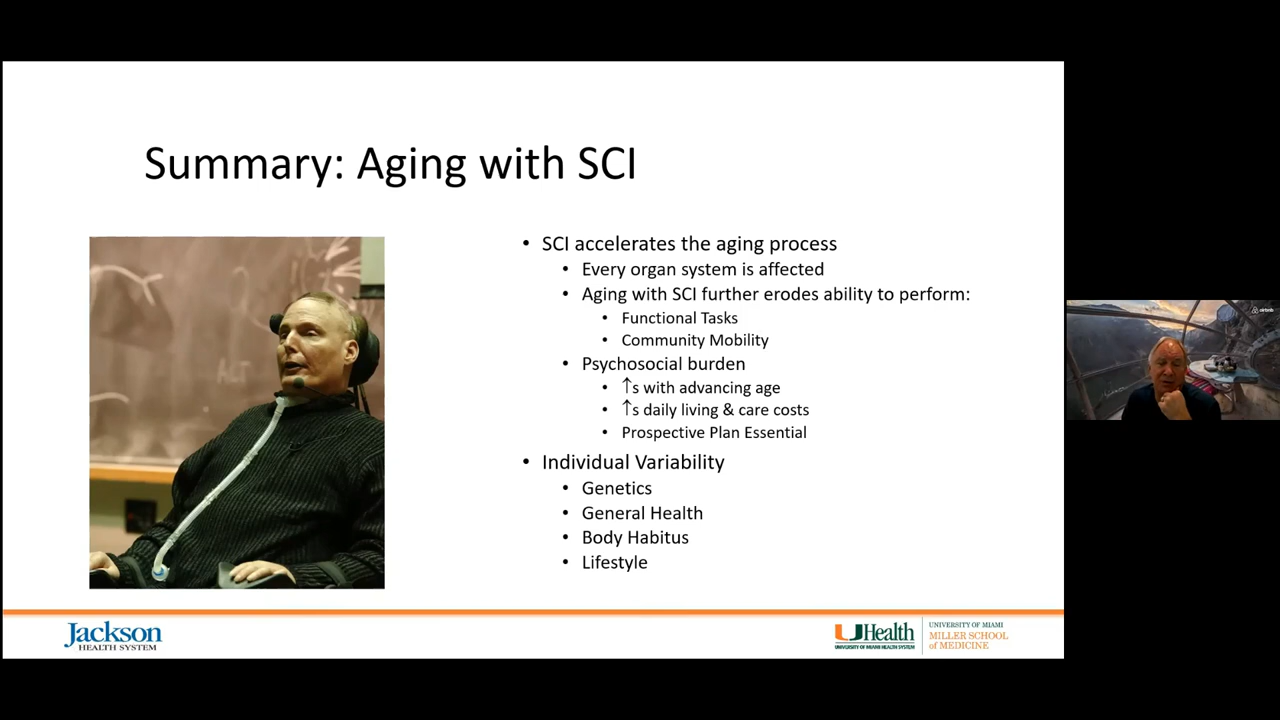 Summary: Aging with SCI
• SCI accelerates the aging process
• Every organ system is affected
• Aging with SCI further erodes ability to perform:
• Functional Tasks
• Community Mobility
• Psychosocial burden
• ↑s with advancing age
• ↑s daily living & care costs
• Prospective Plan Essential
• Individual Variability
• Genetics
• General Health
• Body Habitus
• Lifestyle
ALT
Jackson
HEALTH SYSTEM
UHealth
UNIVERSITY OF MIAMI HEALTH SYSTEM
UNIVERSITY OF MIAMI
MILLER SCHOOL
of MEDICINE
airbnb